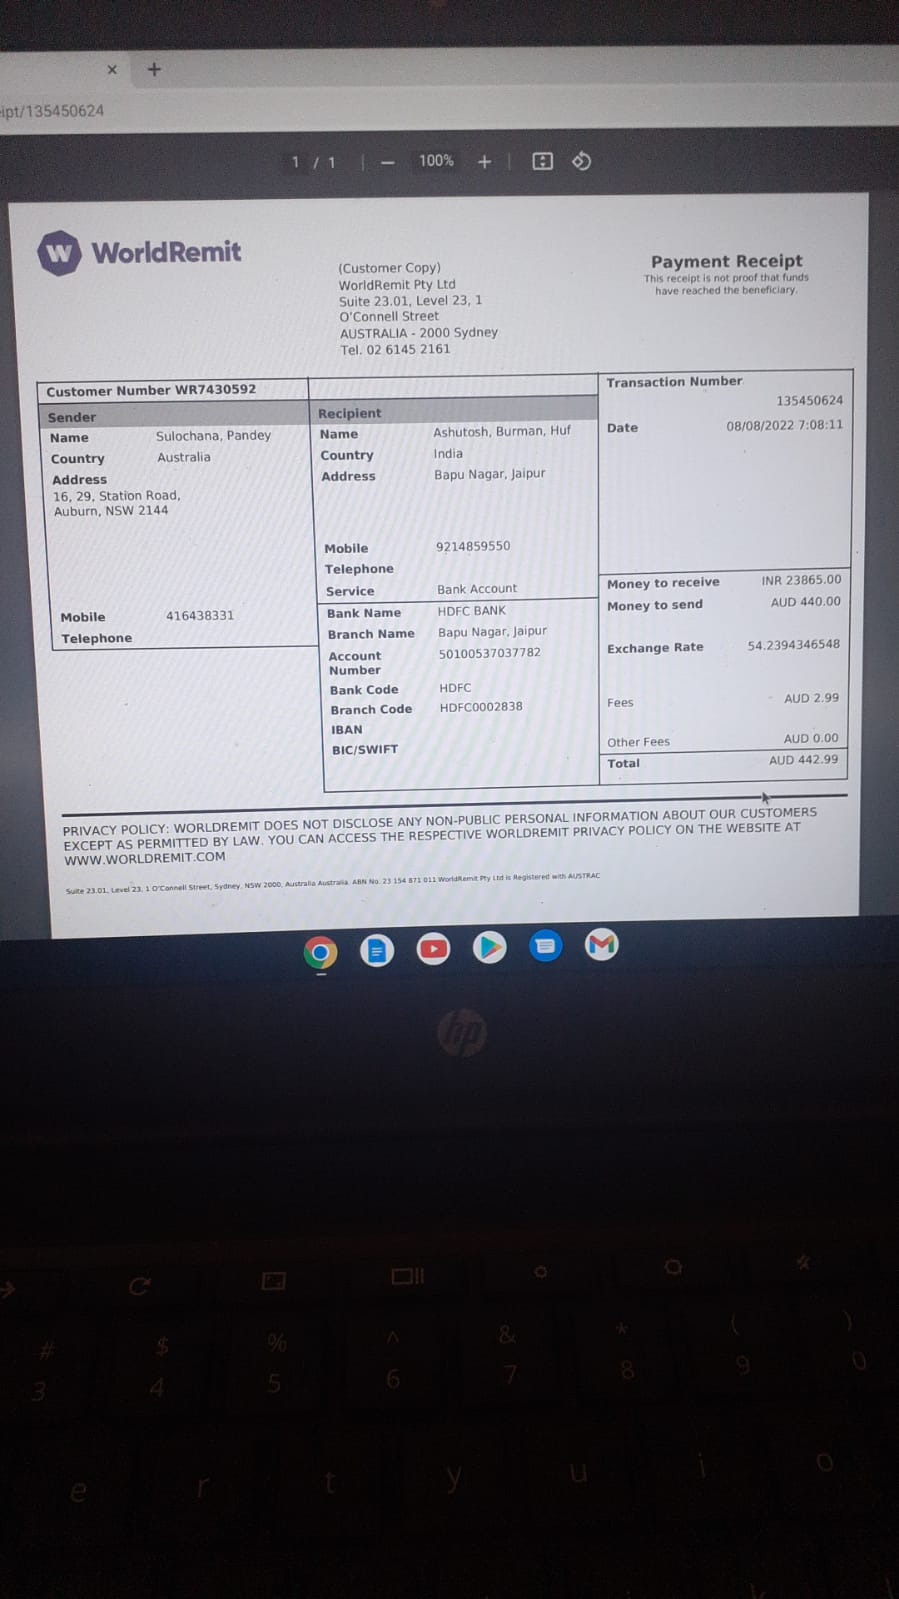 ipt/135450624
1 / 1 | − 100% + |
W WorldRemit
(Customer Copy)
WorldRemit Pty Ltd
Suite 23.01, Level 23, 1
O'Connell Street
AUSTRALIA - 2000 Sydney
Tel. 02 6145 2161
Payment Receipt
This receipt is not proof that funds
have reached the beneficiary.
Customer Number WR7430592
Sender
Name Sulochana, Pandey
Country Australia
Address
16, 29, Station Road,
Auburn, NSW 2144
Mobile 416438331
Telephone
Recipient
Name Ashutosh, Burman, Huf
Country India
Address Bapu Nagar, Jaipur
Mobile 9214859550
Telephone
Service Bank Account
Bank Name HDFC BANK
Branch Name Bapu Nagar, Jaipur
Account 50100537037782
Number
Bank Code HDFC
Branch Code HDFC0002838
IBAN
BIC/SWIFT
Transaction Number
135450624
Date 08/08/2022 7:08:11
Money to receive INR 23865.00
Money to send AUD 440.00
Exchange Rate 54.2394346548
Fees AUD 2.99
Other Fees AUD 0.00
Total AUD 442.99
PRIVACY POLICY: WORLDREMIT DOES NOT DISCLOSE ANY NON-PUBLIC PERSONAL INFORMATION ABOUT OUR CUSTOMERS
EXCEPT AS PERMITTED BY LAW. YOU CAN ACCESS THE RESPECTIVE WORLDREMIT PRIVACY POLICY ON THE WEBSITE AT
WWW.WORLDREMIT.COM
Suite 23.01, Level 23, 1 O'Connell Street, Sydney, NSW 2000, Australia Australia. ABN No. 23 154 871 011 WorldRemit Pty Ltd is Registered with AUSTRAC
hp
# $ % ^ & * ( )
3 4 5 6 7 8 9 0
e r t y u i o